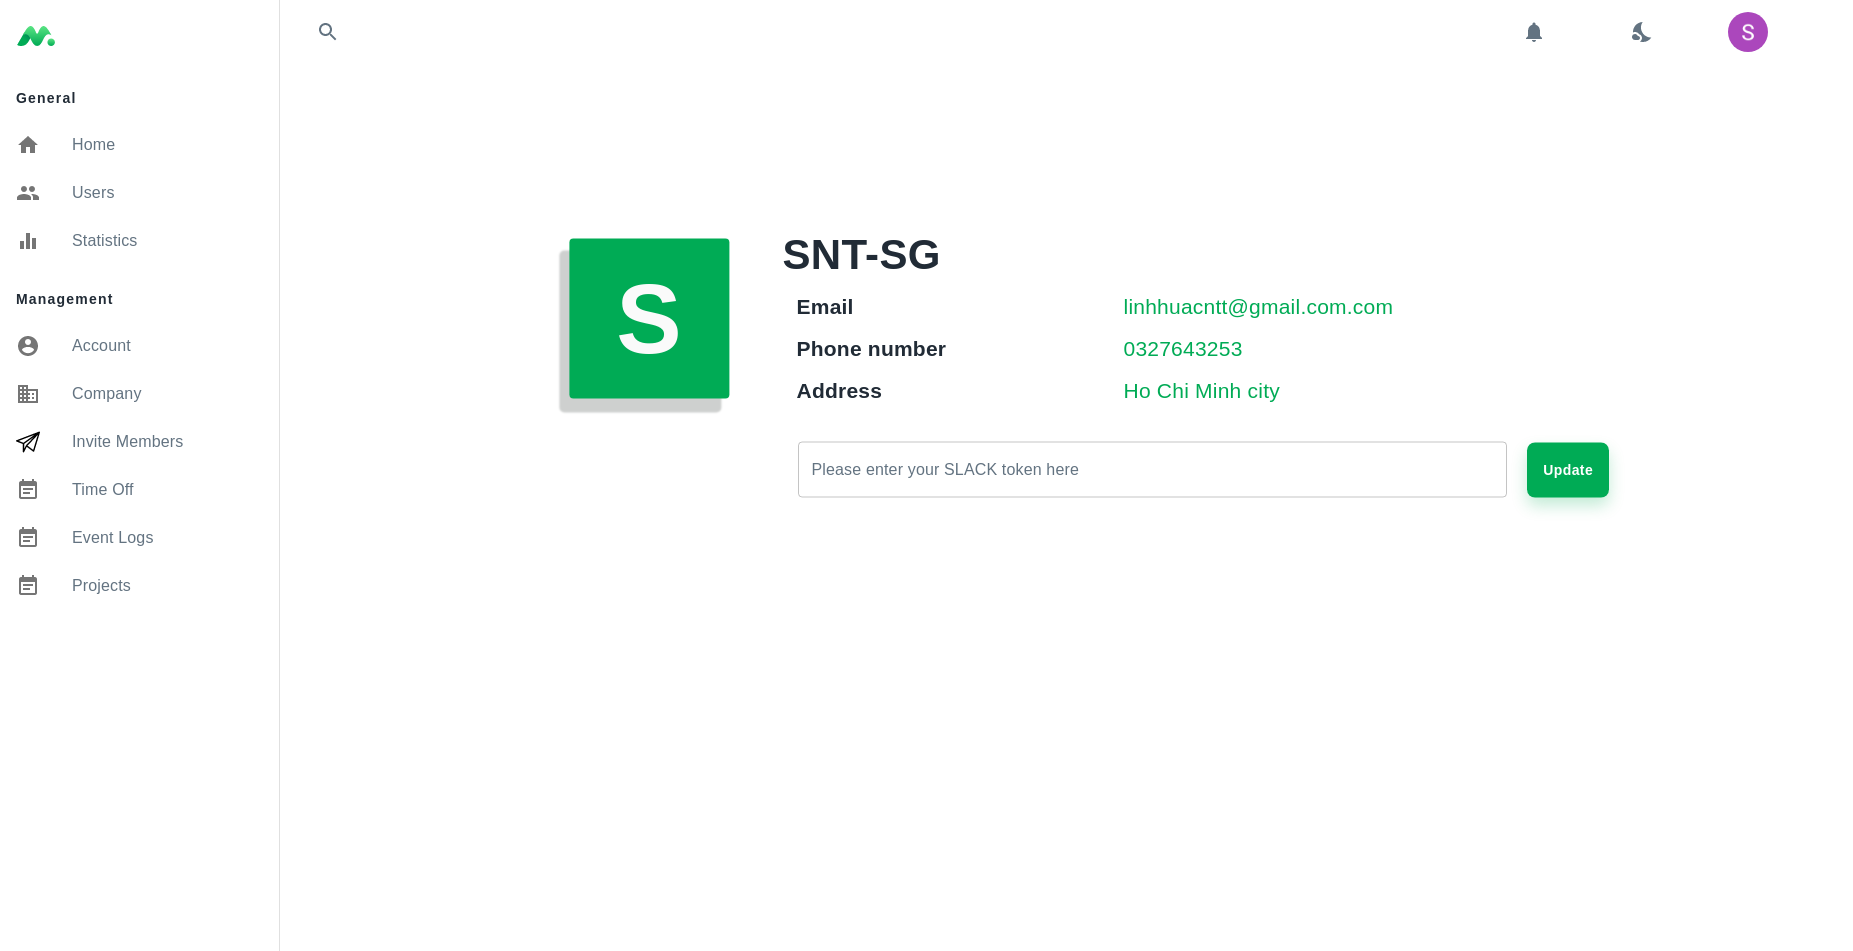 S
General
Home
Users
Statistics
Management
Account
Company
Invite Members
Time Off
Event Logs
Projects
S
SNT-SG
Email linhhuacntt@gmail.com.com
Phone number 0327643253
Address Ho Chi Minh city
Please enter your SLACK token here
Update